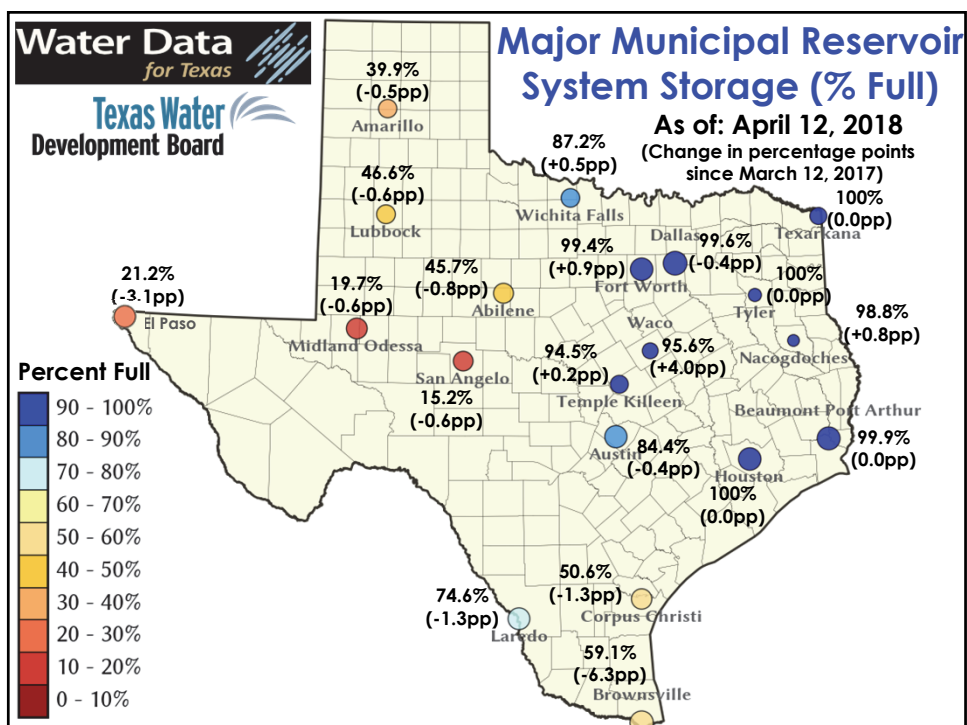 Water Data
for Texas
Texas Water
Development Board
Major Municipal Reservoir
System Storage (% Full)
As of: April 12, 2018
(Change in percentage points
since March 12, 2017)
39.9%
(-0.5pp)
Amarillo
46.6%
(-0.6pp)
Lubbock
87.2%
(+0.5pp)
Wichita Falls
100%
(0.0pp)
Texarkana
Dallas
99.6%
(-0.4pp)
99.4%
(+0.9pp)
Fort Worth
100%
(0.0pp)
Tyler
98.8%
(+0.8pp)
Nacogdoches
21.2%
(-3.1pp)
El Paso
19.7%
(-0.6pp)
Midland Odessa
45.7%
(-0.8pp)
Abilene
Waco
95.6%
(+4.0pp)
94.5%
(+0.2pp)
Temple Killeen
San Angelo
15.2%
(-0.6pp)
Beaumont Port Arthur
99.9%
(0.0pp)
Austin
84.4%
(-0.4pp)
Houston
100%
(0.0pp)
50.6%
(-1.3pp)
Corpus Christi
74.6%
(-1.3pp)
Laredo
59.1%
(-6.3pp)
Brownsville
Percent Full
90 - 100%
80 - 90%
70 - 80%
60 - 70%
50 - 60%
40 - 50%
30 - 40%
20 - 30%
10 - 20%
0 - 10%